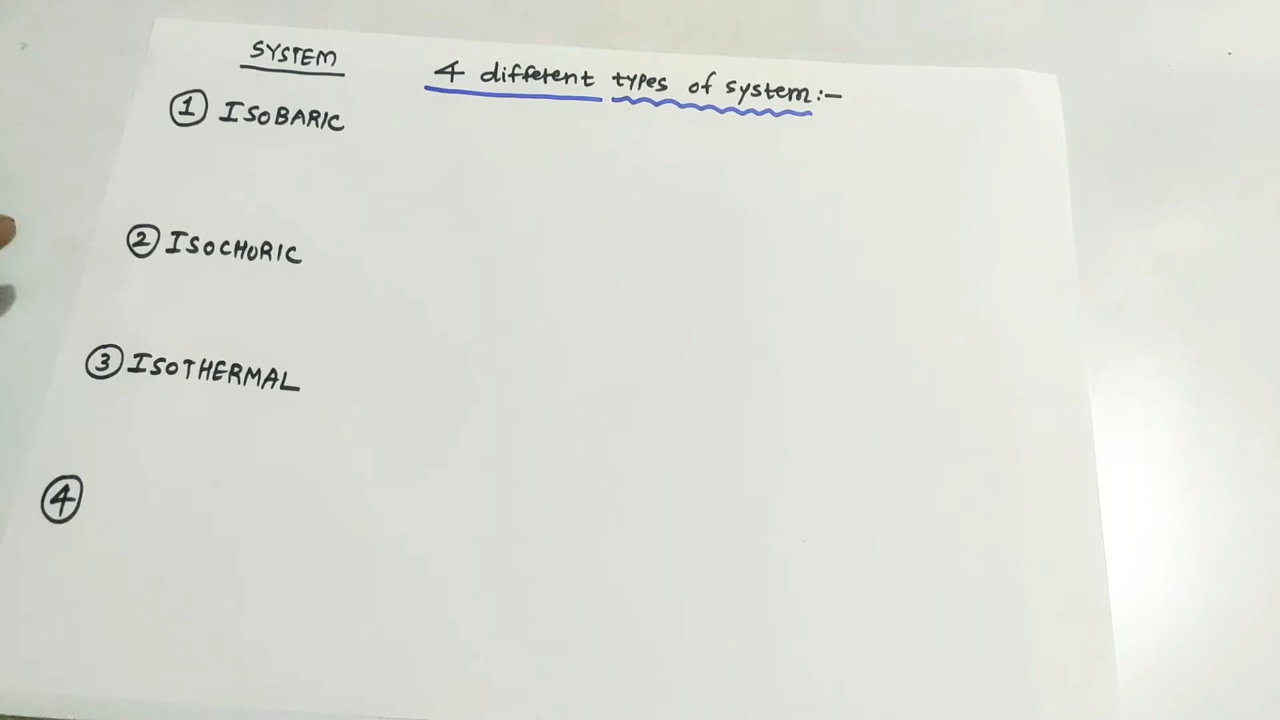 SYSTEM
4 different types of system:-
① ISOBARIC
② ISOCHORIC
③ ISOTHERMAL
④